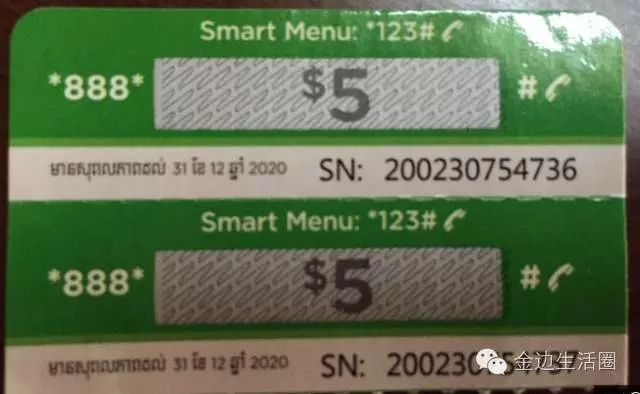 Smart Menu: *123#
*888* $5 #
មានសុពលភាពដល់ 31 ខែ 12 ឆ្នាំ 2020 SN: 200230754736
Smart Menu: *123#
*888* $5 #
មានសុពលភាពដល់ 31 ខែ 12 ឆ្នាំ 2020 SN:
金边生活圈